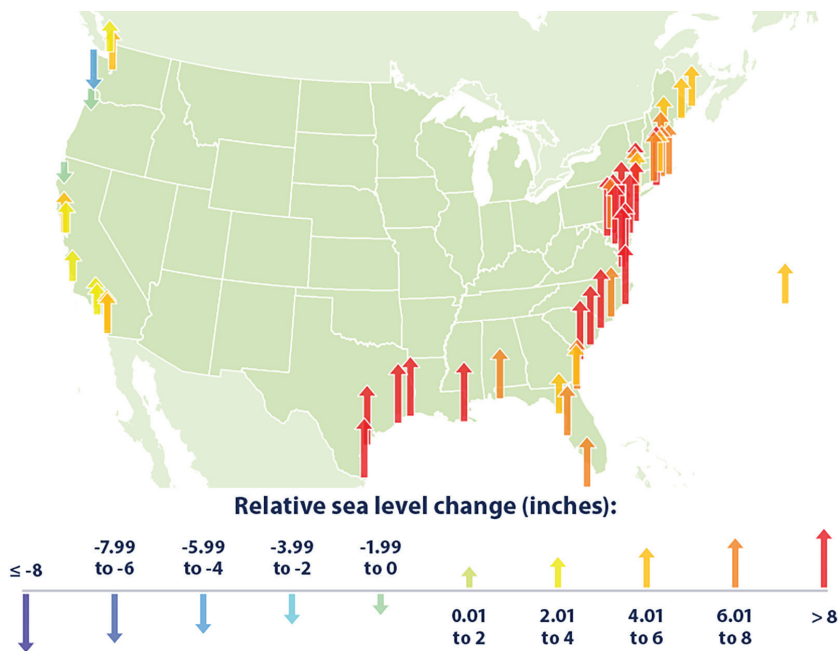 Relative sea level change (inches):
≤ -8
-7.99
to -6
-5.99
to -4
-3.99
to -2
-1.99
to 0
0.01
to 2
2.01
to 4
4.01
to 6
6.01
to 8
> 8